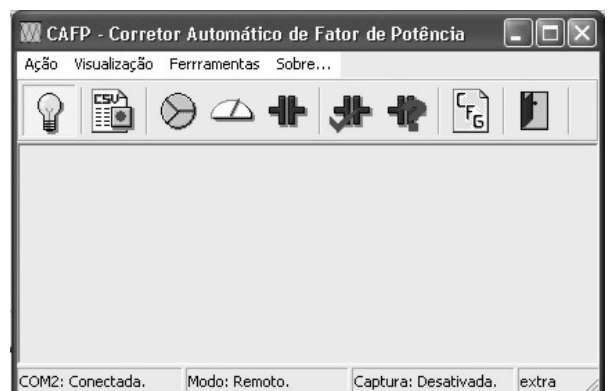 CAFP - Corretor Automático de Fator de Potência
Ação Visualização Ferrramentas Sobre...
CSV CFG
COM2: Conectada. Modo: Remoto. Captura: Desativada. extra